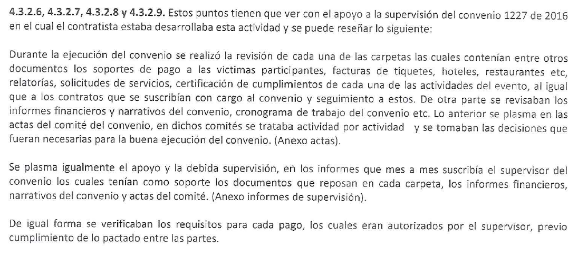 4.3.2.6, 4.3.2.7, 4.3.2.8 y 4.3.2.9. Estos puntos tienen que ver con el apoyo a la supervisión del convenio 1227 de 2016
en el cual el contratista estaba desarrollaba esta actividad y se puede reseñar lo siguiente:
Durante la ejecución del convenio se realizó la revisión de cada una de las carpetas las cuales contenían entre otros
documentos los soportes de pago a las victimas participantes, facturas de tiquetes, hoteles, restaurantes etc,
relatorías, solicitudes de servicios, certificación de cumplimientos de cada una de las actividades del evento, al igual
que a los contratos que se suscribían con cargo al convenio y seguimiento a estos. De otra parte se revisaban los
informes financieros y narrativos del convenio, cronograma de trabajo del convenio etc. Lo anterior se plasma en las
actas del comité del convenio, en dichos comités se trataba actividad por actividad y se tomaban las decisiones que
fueran necesarias para la buena ejecución del convenio. (Anexo actas).
Se plasma igualmente el apoyo y la debida supervisión, en los informes que mes a mes suscribía el supervisor del
convenio los cuales tenían como soporte los documentos que reposan en cada carpeta, los informes financieros,
narrativos del convenio y actas del comité. (Anexo informes de supervisión).
De igual forma se verificaban los requisitos para cada pago, los cuales eran autorizados por el supervisor, previo
cumplimiento de lo pactado entre las partes.